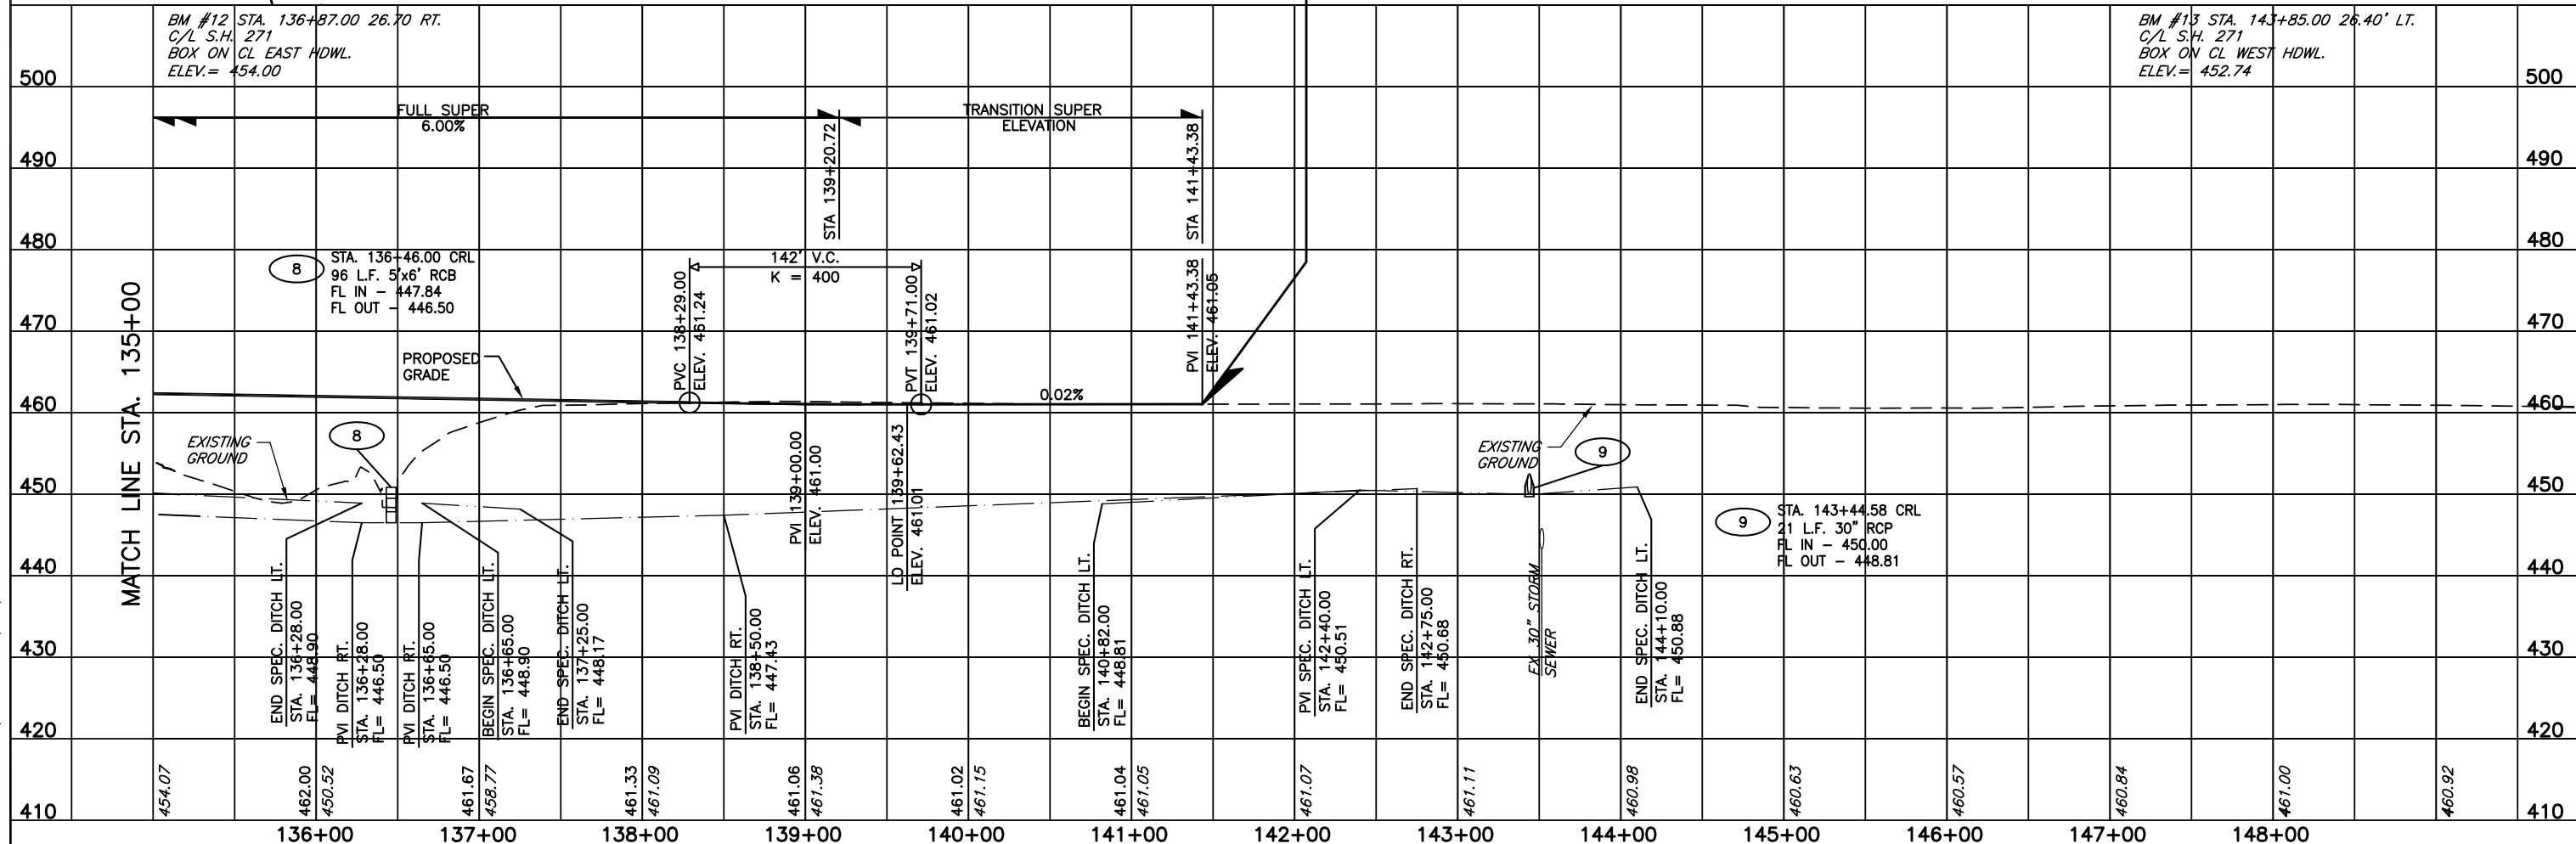 BM #12 STA. 136+87.00 26.70 RT.
C/L S.H. 271
BOX ON CL EAST HDWL.
ELEV.= 454.00
BM #13 STA. 143+85.00 26.40' LT.
C/L S.H. 271
BOX ON CL WEST HDWL.
ELEV.= 452.74
500
500
FULL SUPER
6.00%
TRANSITION SUPER
ELEVATION
STA 139+20.72
STA 141+43.38
490
490
480
480
8
STA. 136+46.00 CRL
96 L.F. 5'x6' RCB
FL IN - 447.84
FL OUT - 446.50
142' V.C.
K = 400
PVC 138+29.00
ELEV. 461.24
PVT 139+71.00
ELEV. 461.02
PVI 141+43.38
ELEV. 461.05
470
470
MATCH LINE STA. 135+00
PROPOSED
GRADE
0.02%
460
460
EXISTING
GROUND
8
PVI 139+00.00
ELEV. 461.00
LO POINT 139+62.43
ELEV. 461.01
EXISTING
GROUND
9
450
450
9
STA. 143+44.58 CRL
21 L.F. 30" RCP
FL IN - 450.00
FL OUT - 448.81
440
440
END SPEC. DITCH LT.
STA. 136+28.00
FL= 448.90
PVI DITCH RT.
STA. 136+28.00
FL= 446.50
PVI DITCH RT.
STA. 136+65.00
FL= 446.50
BEGIN SPEC. DITCH LT.
STA. 136+65.00
FL= 448.90
END SPEC. DITCH LT.
STA. 137+25.00
FL= 448.17
PVI DITCH RT.
STA. 138+50.00
FL= 447.43
BEGIN SPEC. DITCH LT.
STA. 140+82.00
FL= 448.81
PVI SPEC. DITCH LT.
STA. 142+40.00
FL= 450.51
END SPEC. DITCH RT.
STA. 142+75.00
FL= 450.68
EX 30" STORM
SEWER
END SPEC. DITCH LT.
STA. 144+10.00
FL= 450.88
430
430
420
420
454.07
462.00
450.52
461.67
458.77
461.33
461.09
461.06
461.38
461.02
461.15
461.04
461.05
461.07
461.11
460.98
460.63
460.57
460.84
461.00
460.92
410
410
136+00
137+00
138+00
139+00
140+00
141+00
142+00
143+00
144+00
145+00
146+00
147+00
148+00